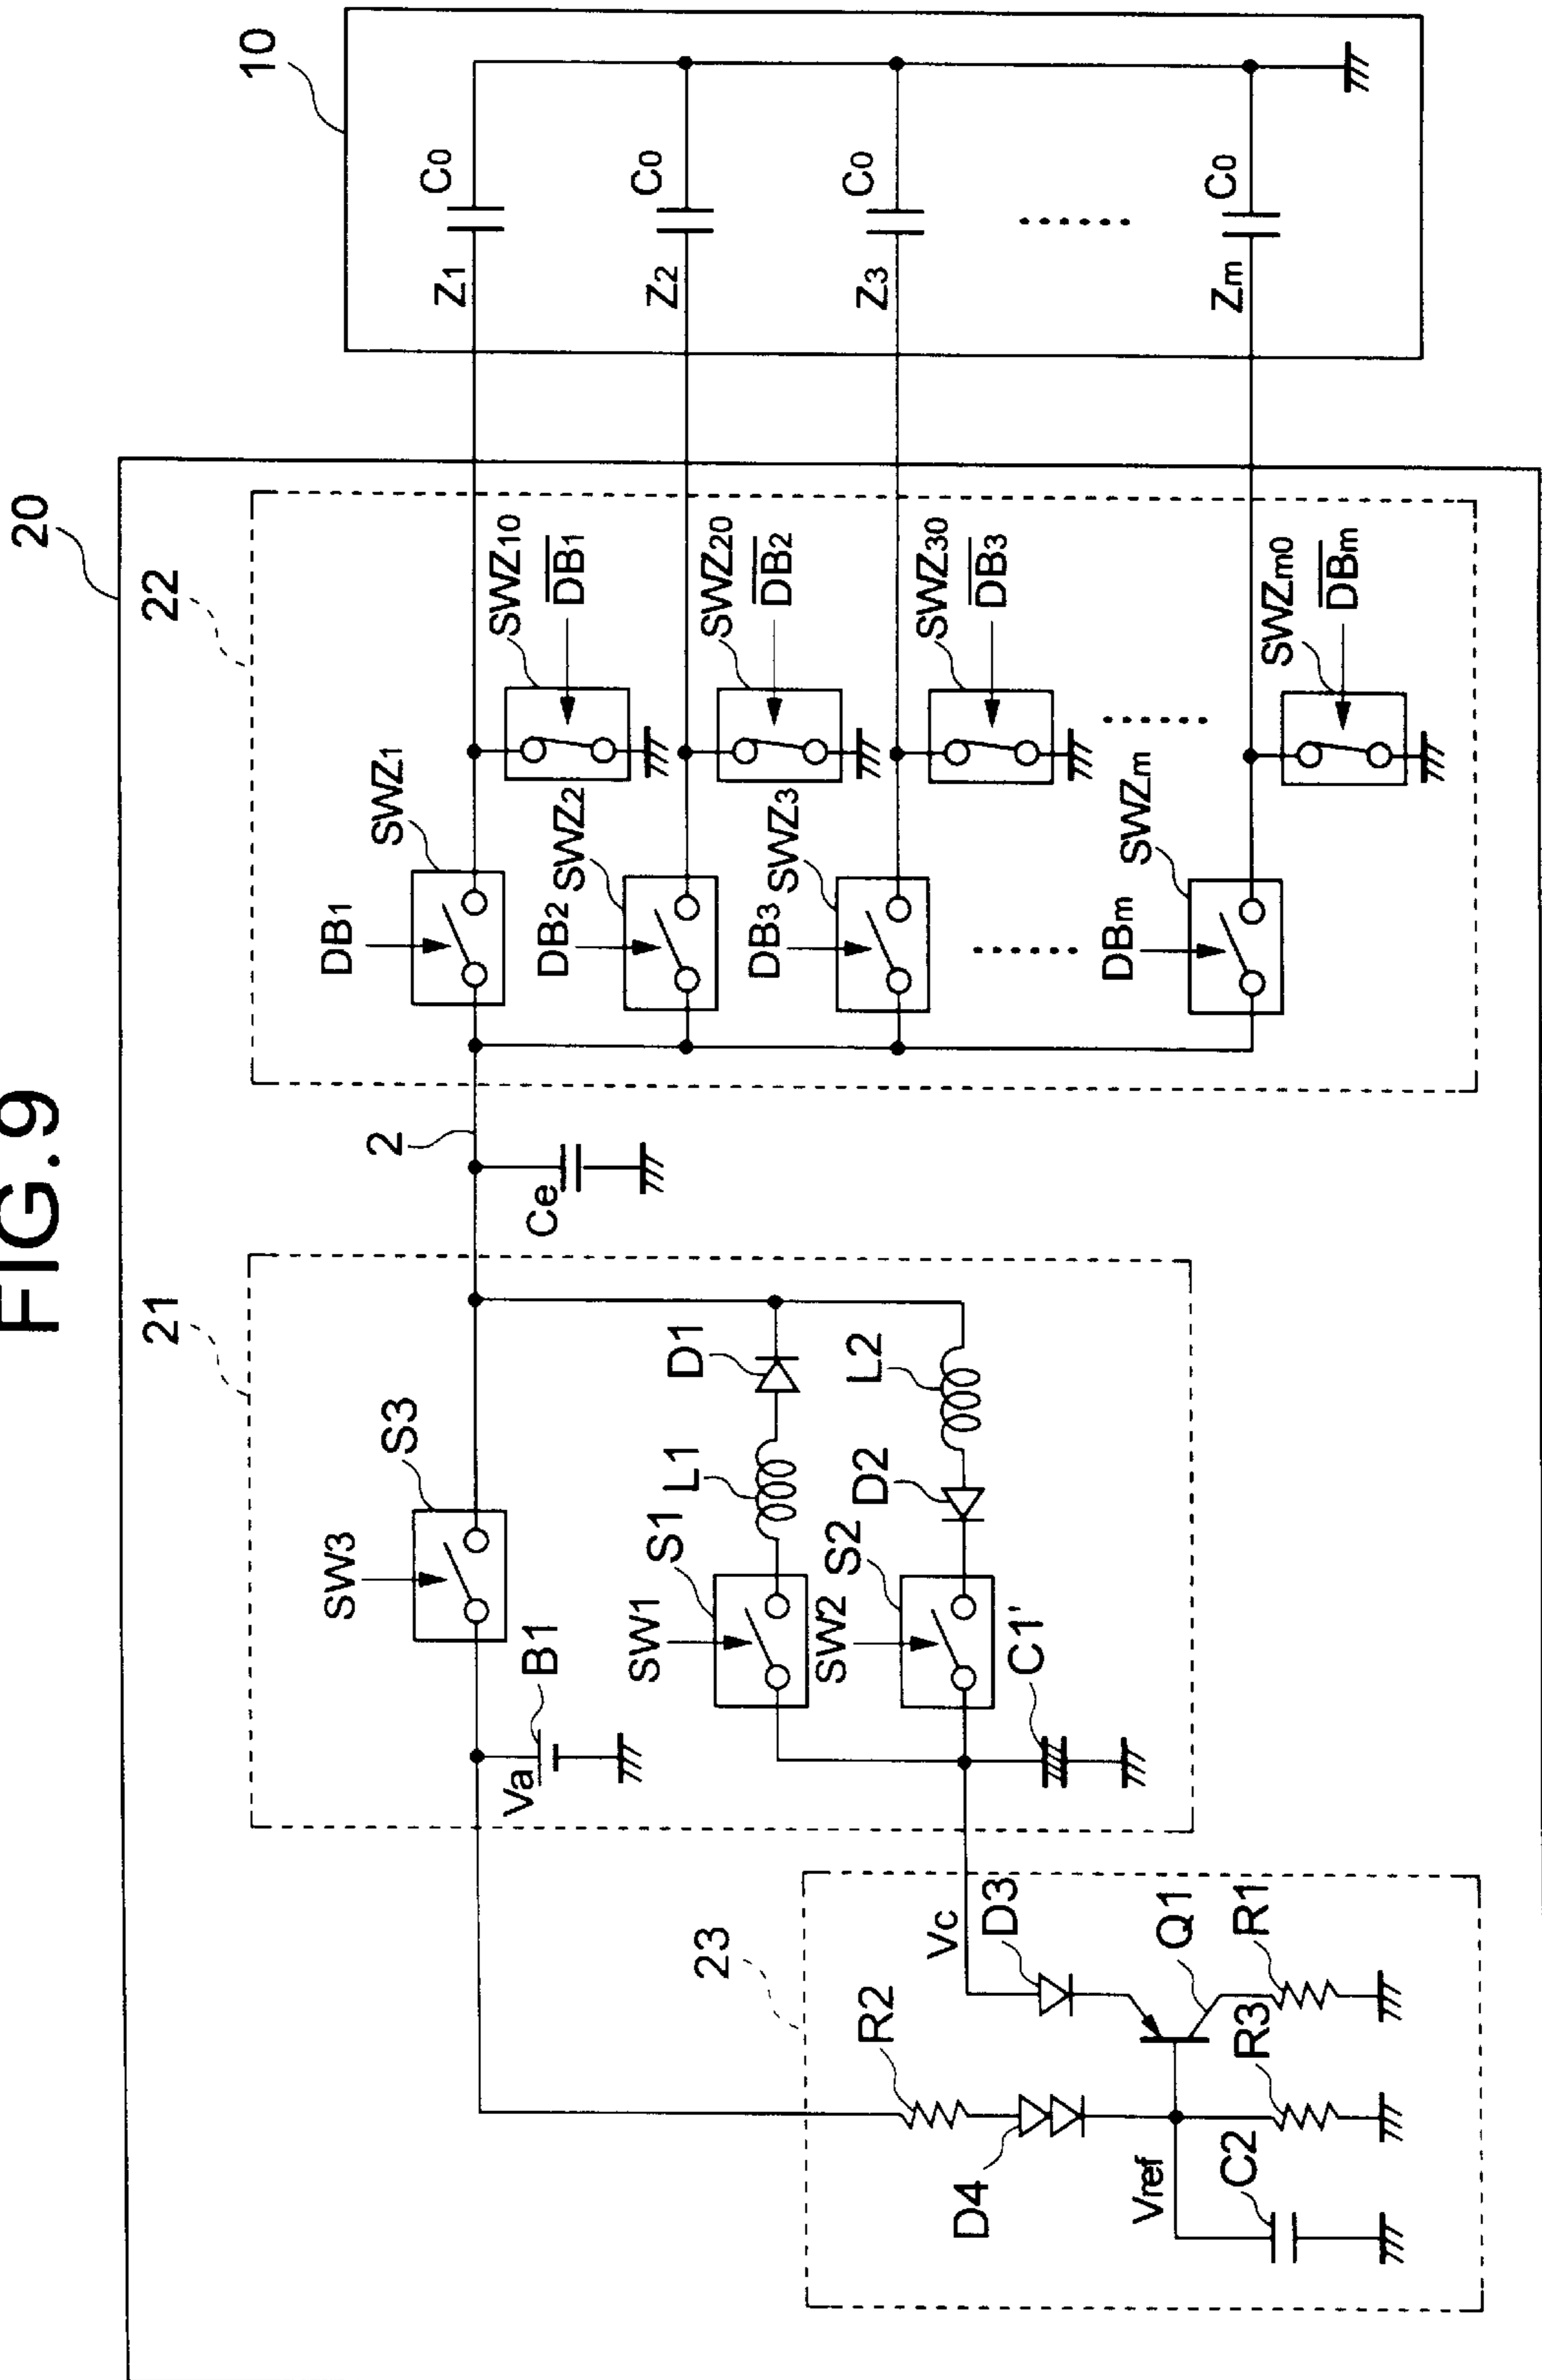 FIG.9
20
10
21
22
SW3
S3
B1
Va
2
Ce
SW1
S1
L1
D1
SW2
S2
D2
L2
C1'
DB1
SWZ1
SWZ10
DB1
Z1
C0
DB2
SWZ2
SWZ20
DB2
Z2
C0
DB3
SWZ3
SWZ30
DB3
Z3
C0
DBm
SWZm
SWZm0
DBm
Zm
C0
23
Vc
D3
R2
D4
Q1
R1
R3
Vref
C2